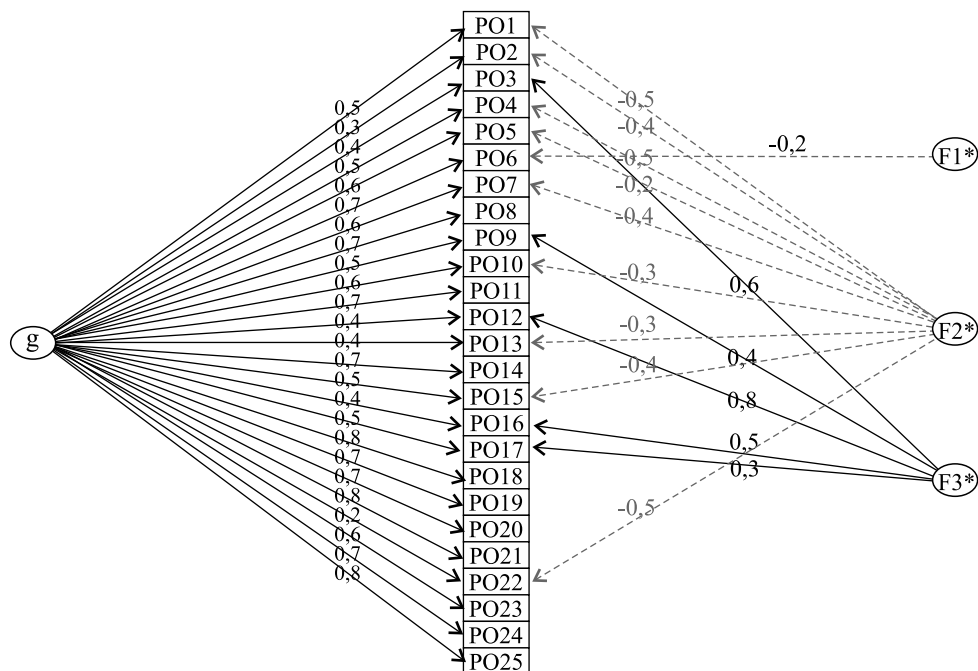 PO1
PO2
PO3
PO4
PO5
PO6
PO7
PO8
PO9
PO10
PO11
PO12
PO13
PO14
PO15
PO16
PO17
PO18
PO19
PO20
PO21
PO22
PO23
PO24
PO25
g
0,5
0,3
0,4
0,5
0,6
0,7
0,6
0,7
0,5
0,6
0,7
0,4
0,4
0,7
0,5
0,4
0,5
0,8
0,7
0,7
0,8
0,2
0,6
0,7
0,8
-0,5
-0,4
-0,5
-0,2
-0,4
-0,3
-0,3
-0,4
-0,5
-0,2
0,6
0,4
0,8
0,5
0,3
F1*
F2*
F3*